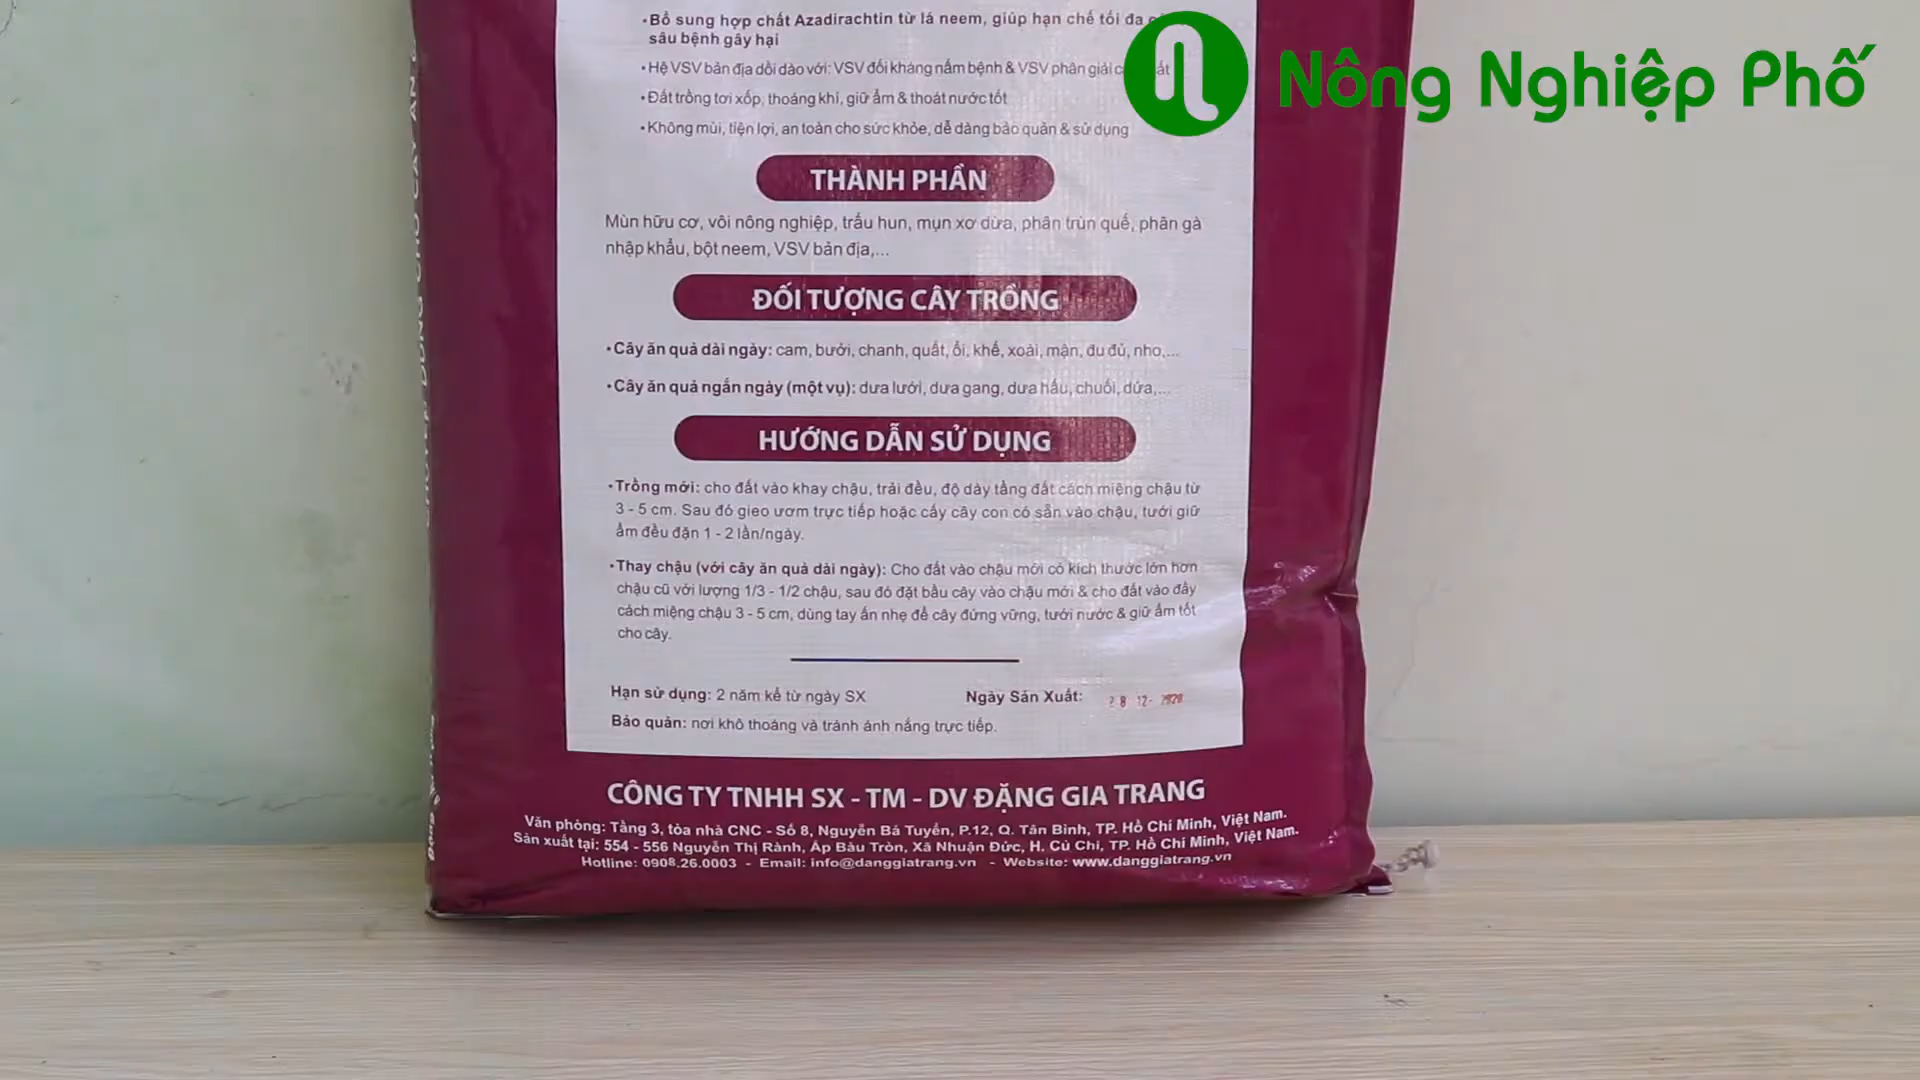 •Bổ sung hợp chất Azadirachtin từ lá neem, giúp hạn chế tối đa
sâu bệnh gây hại
Nông Nghiệp Phố
•Hệ VSV bản địa dồi dào với: VSV đối kháng nấm bệnh & VSV phân giải
•Đất trồng tơi xốp, thoáng khí, giữ ẩm & thoát nước tốt
•Không mùi, tiện lợi, an toàn cho sức khỏe, dễ dàng bảo quản & sử dụng
THÀNH PHẦN
Mùn hữu cơ, vôi nông nghiệp, trấu hun, mụn xơ dừa, phân trùn quế, phân gà
nhập khẩu, bột neem, VSV bản địa,...
ĐỐI TƯỢNG CÂY TRỒNG
•Cây ăn quả dài ngày: cam, bưởi, chanh, quất, ổi, khế, xoài, mận, đu đủ, nho,...
•Cây ăn quả ngắn ngày (một vụ): dưa lưới, dưa gang, dưa hấu, chuối, dứa,...
HƯỚNG DẪN SỬ DỤNG
•Trồng mới: cho đất vào khay chậu, trải đều, độ dày tầng đất cách miệng chậu từ
3 - 5 cm. Sau đó gieo ươm trực tiếp hoặc cấy cây con có sẵn vào chậu, tưới giữ
ẩm đều đặn 1 - 2 lần/ngày.
•Thay chậu (với cây ăn quả dài ngày): Cho đất vào chậu mới có kích thước lớn hơn
chậu cũ với lượng 1/3 - 1/2 chậu, sau đó đặt bầu cây vào chậu mới & cho đất vào đầy
cách miệng chậu 3 - 5 cm, dùng tay ấn nhẹ để cây đứng vững, tưới nước & giữ ẩm tốt
cho cây.
Hạn sử dụng: 2 năm kể từ ngày SX
Ngày Sản Xuất: 28 12- 2020
Bảo quản: nơi khô thoáng và tránh ánh nắng trực tiếp.
CÔNG TY TNHH SX - TM - DV ĐẶNG GIA TRANG
Văn phòng: Tầng 3, tòa nhà CNC - Số 8, Nguyễn Bá Tuyển, P.12, Q. Tân Bình, TP. Hồ Chí Minh, Việt Nam.
Sản xuất tại: 554 - 556 Nguyễn Thị Rành, Ấp Bàu Tròn, Xã Nhuận Đức, H. Củ Chi, TP. Hồ Chí Minh, Việt Nam.
Hotline: 0908.26.0003 - Email: info@danggiatrang.vn - Website: www.danggiatrang.vn